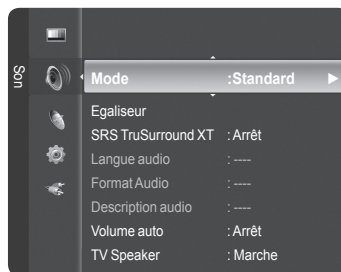 Son
Mode :Standard
Egaliseur
SRS TruSurround XT : Arrêt
Langue audio : ----
Format Audio : ----
Description audio : ----
Volume auto : Arrêt
TV Speaker : Marche